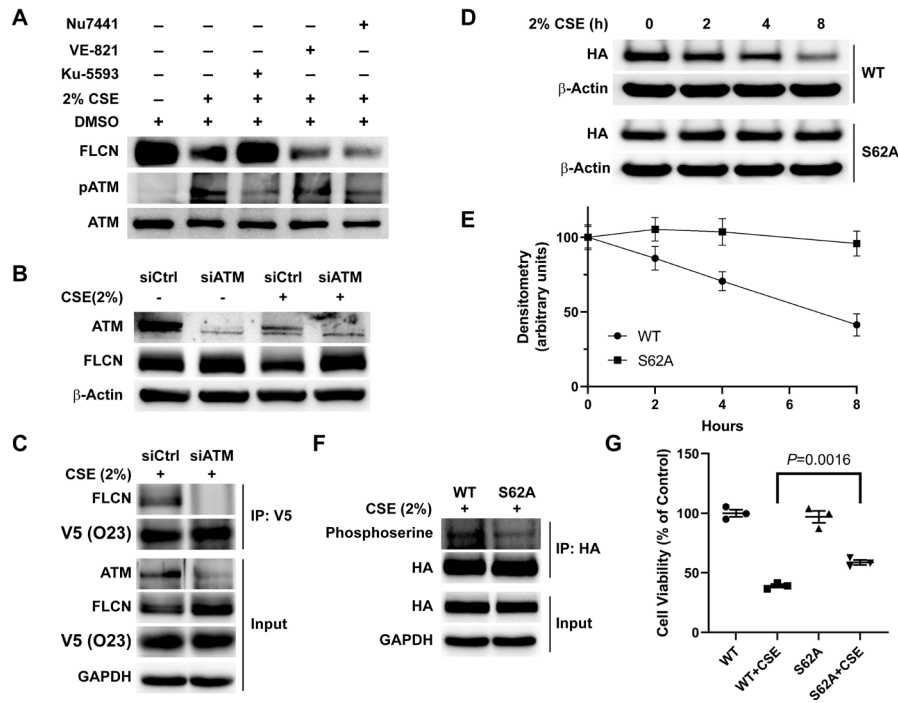 A
Nu7441 – – – – +
VE-821 – – – + –
Ku-5593 – – + – –
2% CSE – + + + +
DMSO + + + + +
FLCN
pATM
ATM
B
siCtrl siATM siCtrl siATM
CSE(2%) - - + +
ATM
FLCN
β-Actin
C
siCtrl siATM
CSE (2%) + +
FLCN
V5 (O23)
IP: V5
ATM
FLCN
V5 (O23)
GAPDH
Input
D
2% CSE (h) 0 2 4 8
HA
β-Actin
WT
HA
β-Actin
S62A
E
Densitometry
(arbitrary units)
100
50
0
WT
S62A
0 2 4 6 8
Hours
F
WT S62A
CSE (2%) + +
Phosphoserine
HA
IP: HA
HA
GAPDH
Input
G
P=0.0016
Cell Viability (% of Control)
150
100
50
0
WT
WT+CSE
S62A
S62A+CSE